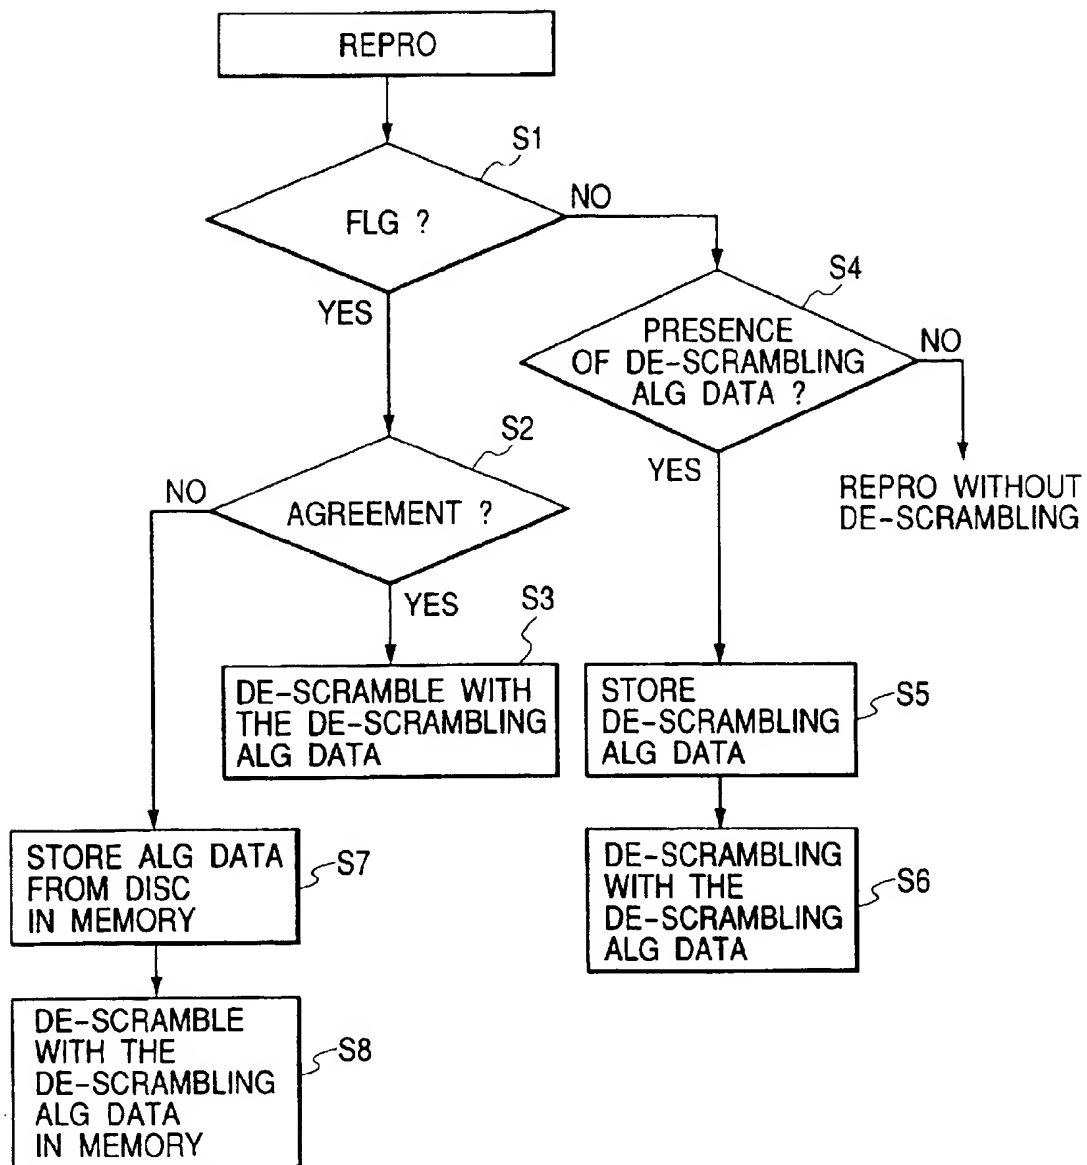 REPRO
S1
FLG ?
NO
YES
S4
PRESENCE
OF DE-SCRAMBLING
ALG DATA ?
NO
YES
REPRO WITHOUT
DE-SCRAMBLING
S2
NO
AGREEMENT ?
YES
S3
DE-SCRAMBLE WITH
THE DE-SCRAMBLING
ALG DATA
STORE
DE-SCRAMBLING
ALG DATA
S5
STORE ALG DATA
FROM DISC
IN MEMORY
S7
DE-SCRAMBLING
WITH THE
DE-SCRAMBLING
ALG DATA
S6
DE-SCRAMBLE
WITH THE
DE-SCRAMBLING
ALG DATA
IN MEMORY
S8